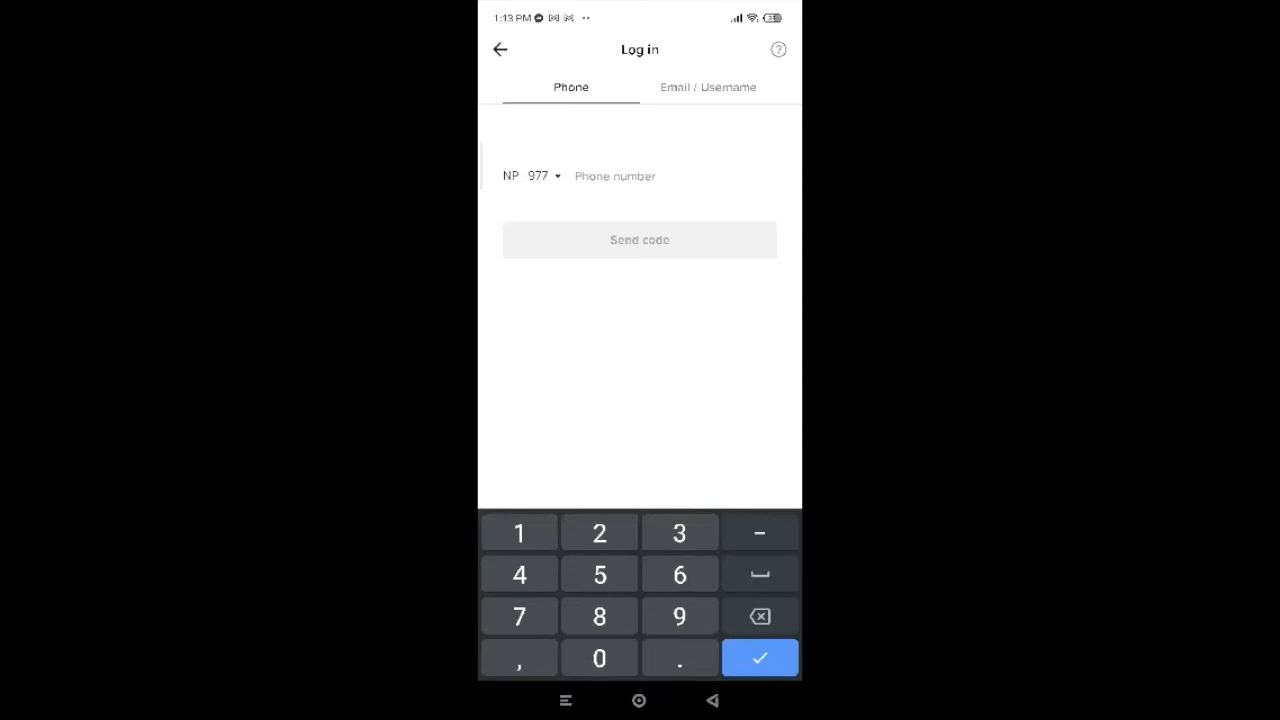 1:13 PM
Log in
Phone
Email / Username
NP 977 Phone number
Send code
1 2 3 -
4 5 6
7 8 9
, 0 .